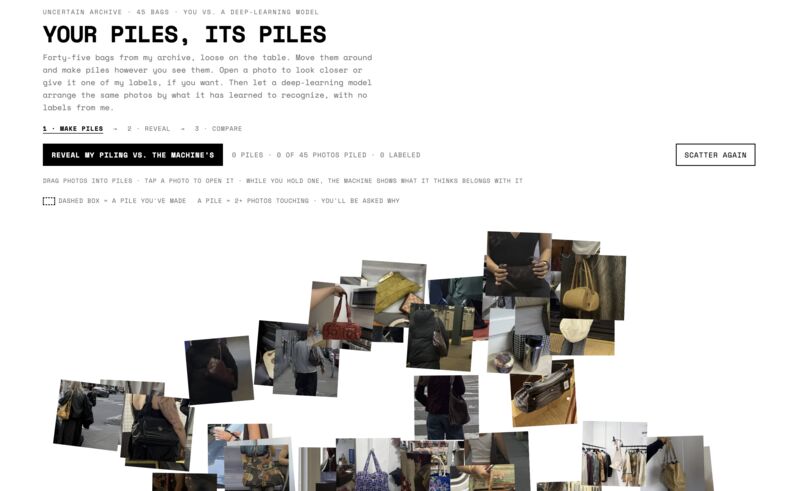 UNCERTAIN ARCHIVE · 45 BAGS · YOU VS. A DEEP-LEARNING MODEL
YOUR PILES, ITS PILES
Forty-five bags from my archive, loose on the table. Move them around
and make piles however you see them. Open a photo to look closer or
give it one of my labels, if you want. Then let a deep-learning model
arrange the same photos by what it has learned to recognize, with no
labels from me.
1 · MAKE PILES → 2 · REVEAL → 3 · COMPARE
REVEAL MY PILING VS. THE MACHINE'S 0 PILES · 0 OF 45 PHOTOS PILED · 0 LABELED SCATTER AGAIN
DRAG PHOTOS INTO PILES · TAP A PHOTO TO OPEN IT · WHILE YOU HOLD ONE, THE MACHINE SHOWS WHAT IT THINKS BELONGS WITH IT
DASHED BOX = A PILE YOU'VE MADE A PILE = 2+ PHOTOS TOUCHING · YOU'LL BE ASKED WHY